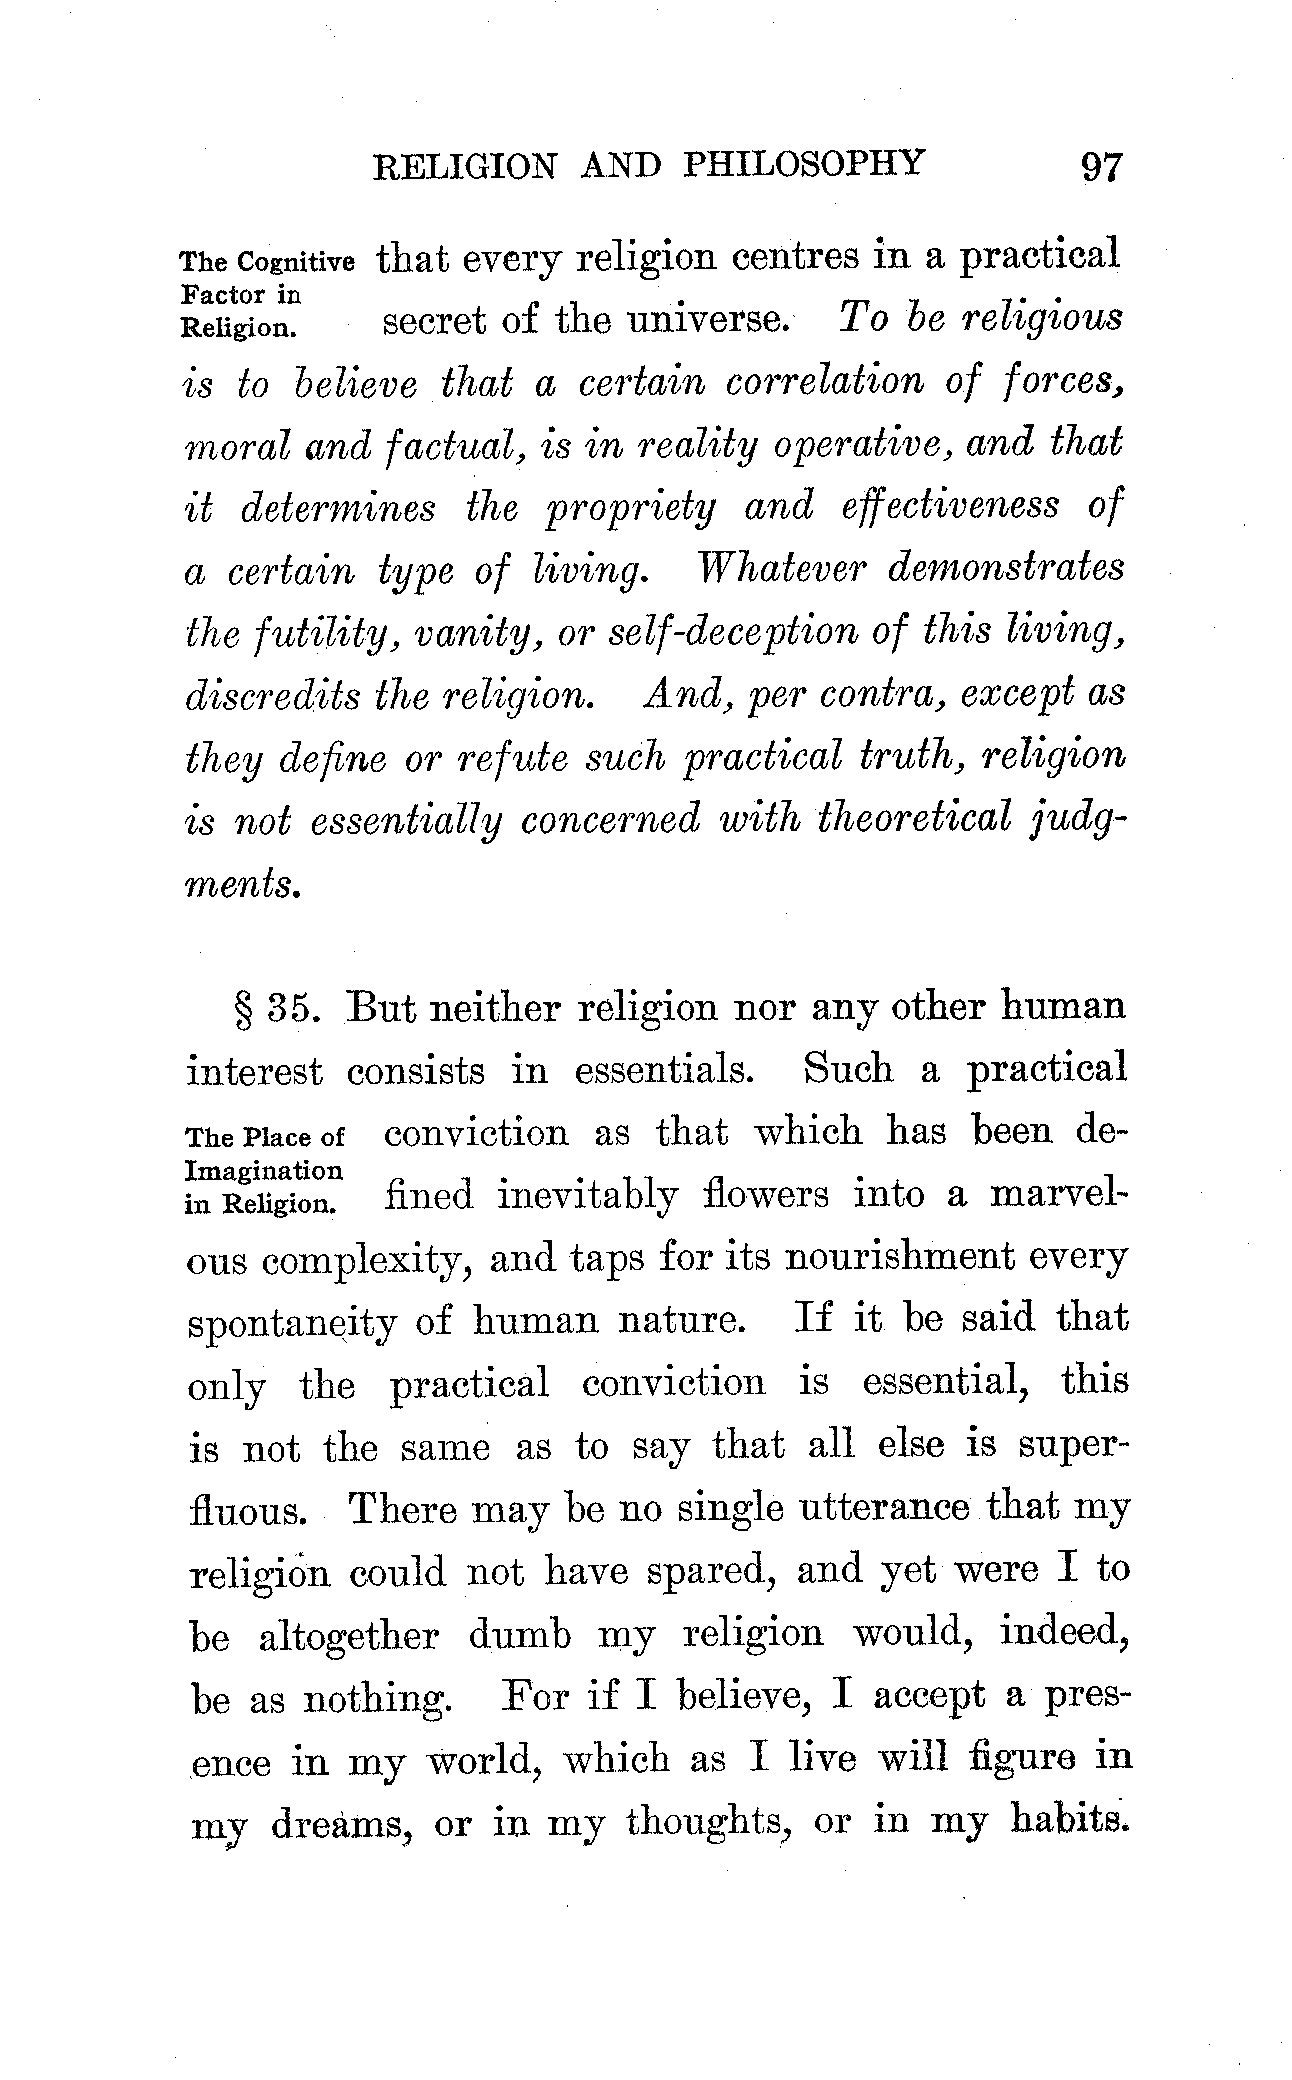 RELIGION AND PHILOSOPHY 97
The Cognitive
Factor in
Religion.
that every religion centres in a practical
secret of the universe. To be religious
is to believe that a certain correlation of forces,
moral and factual, is in reality operative, and that
it determines the propriety and effectiveness of
a certain type of living. Whatever demonstrates
the futility, vanity, or self-deception of this living,
discredits the religion. And, per contra, except as
they define or refute such practical truth, religion
is not essentially concerned with theoretical judg-
ments.
§ 35. But neither religion nor any other human
interest consists in essentials. Such a practical
The Place of
Imagination
in Religion.
conviction as that which has been de-
fined inevitably flowers into a marvel-
ous complexity, and taps for its nourishment every
spontaneity of human nature. If it be said that
only the practical conviction is essential, this
is not the same as to say that all else is super-
fluous. There may be no single utterance that my
religion could not have spared, and yet were I to
be altogether dumb my religion would, indeed,
be as nothing. For if I believe, I accept a pres-
ence in my world, which as I live will figure in
my dreams, or in my thoughts, or in my habits.